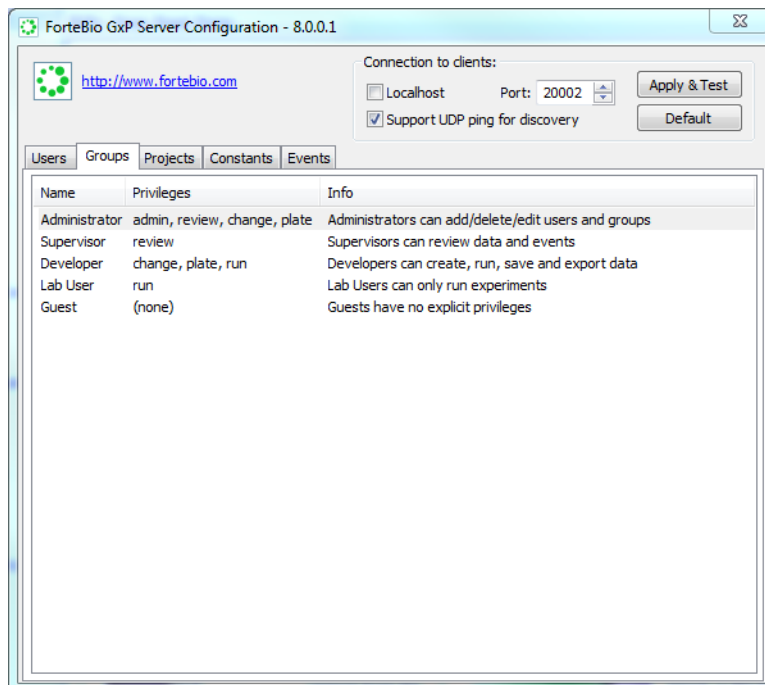 ForteBio GxP Server Configuration - 8.0.0.1
http://www.fortebio.com
Connection to clients:
Localhost Port: 20002 Apply & Test
Support UDP ping for discovery Default
Users Groups Projects Constants Events
Name Privileges Info
Administrator admin, review, change, plate Administrators can add/delete/edit users and groups
Supervisor review Supervisors can review data and events
Developer change, plate, run Developers can create, run, save and export data
Lab User run Lab Users can only run experiments
Guest (none) Guests have no explicit privileges